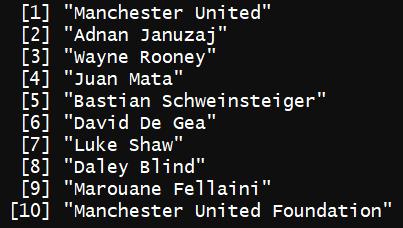 [1] "Manchester United"
[2] "Adnan Januzaj"
[3] "Wayne Rooney"
[4] "Juan Mata"
[5] "Bastian Schweinsteiger"
[6] "David De Gea"
[7] "Luke Shaw"
[8] "Daley Blind"
[9] "Marouane Fellaini"
[10] "Manchester United Foundation"